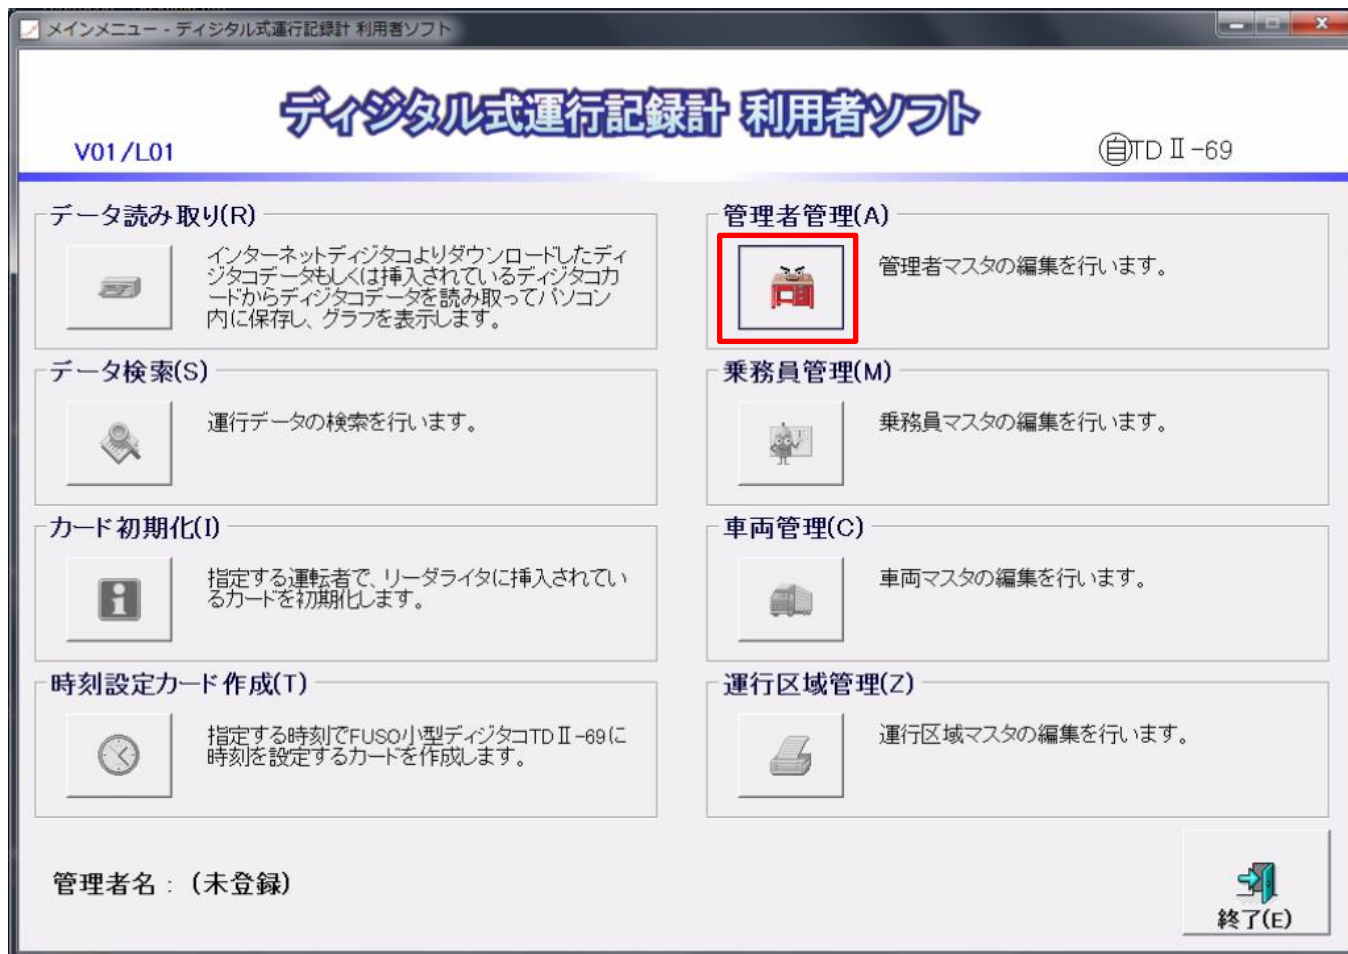 メインメニュー - ディジタル式運行記録計 利用者ソフト
ディジタル式運行記録計 利用者ソフト
V01/L01
㉂TDⅡ-69
データ読み取り(R)
インターネットディジタコよりダウンロードしたディ
ジタコデータもしくは挿入されているディジタコカ
ードからディジタコデータを読み取ってパソコン
内に保存し、グラフを表示します。
データ検索(S)
運行データの検索を行います。
カード初期化(I)
指定する運転者で、リーダライタに挿入されてい
るカードを初期化します。
時刻設定カード作成(T)
指定する時刻でFUSO小型ディジタコTDⅡ-69に
時刻を設定するカードを作成します。
管理者管理(A)
管理者マスタの編集を行います。
乗務員管理(M)
乗務員マスタの編集を行います。
車両管理(C)
車両マスタの編集を行います。
運行区域管理(Z)
運行区域マスタの編集を行います。
管理者名 : (未登録)
終了(E)